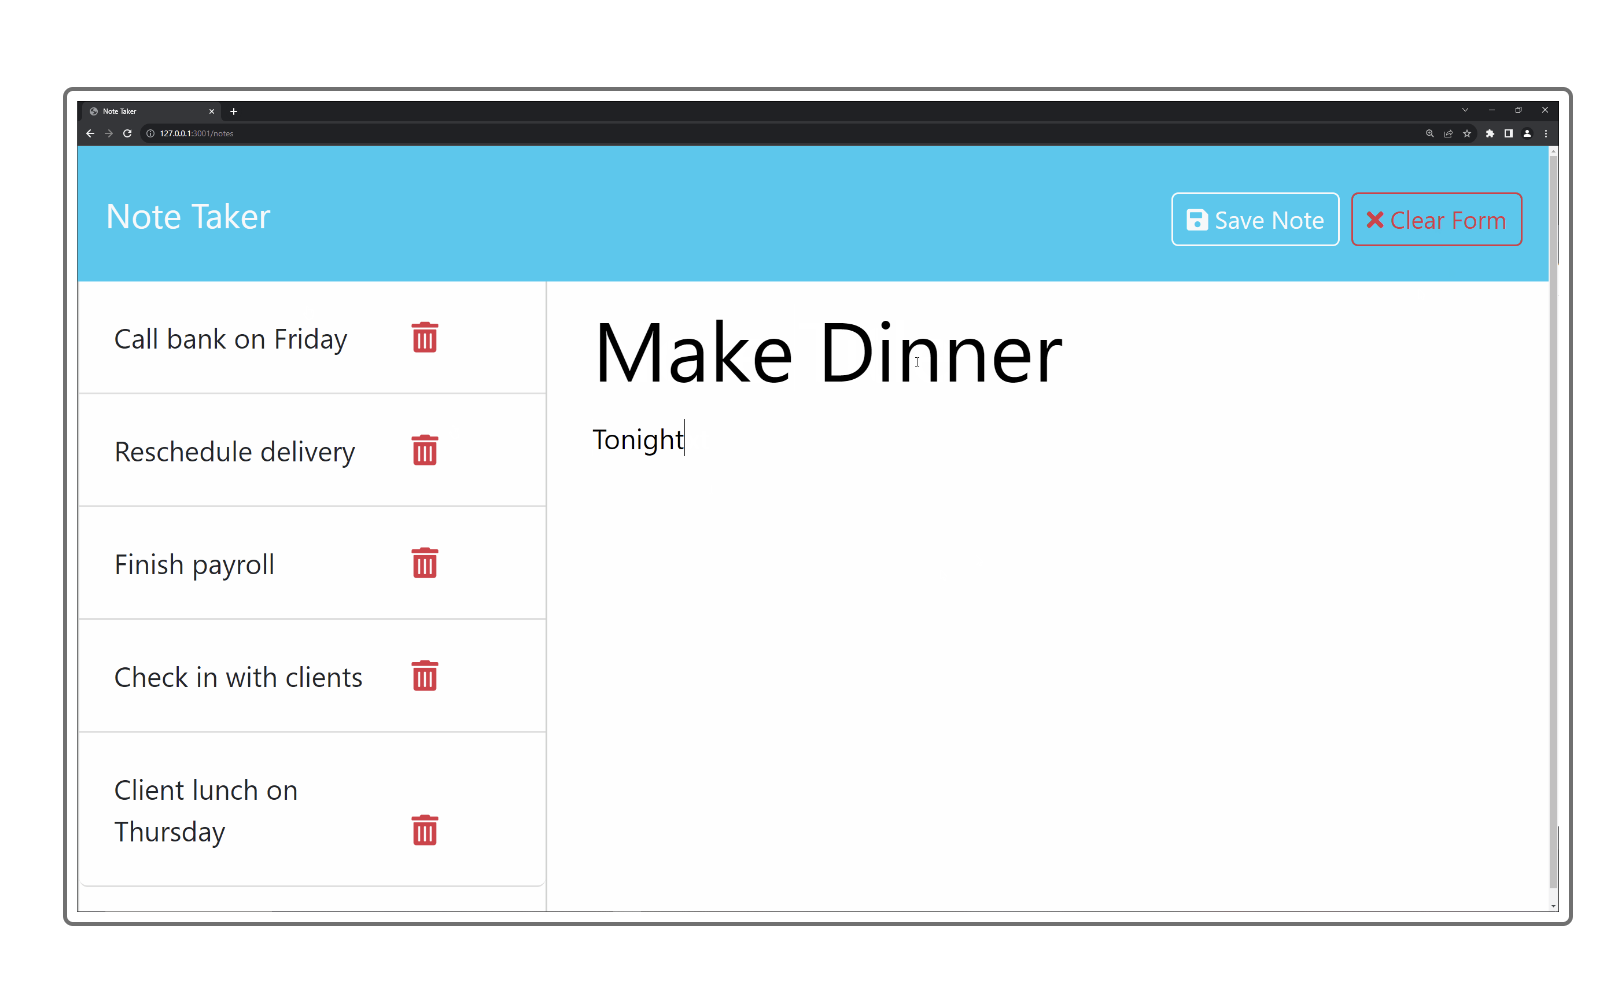 Note Taker
127.0.0.1:3001/notes
Note Taker
Save Note
Clear Form
Call bank on Friday
Reschedule delivery
Finish payroll
Check in with clients
Client lunch on
Thursday
Make Dinner
Tonight